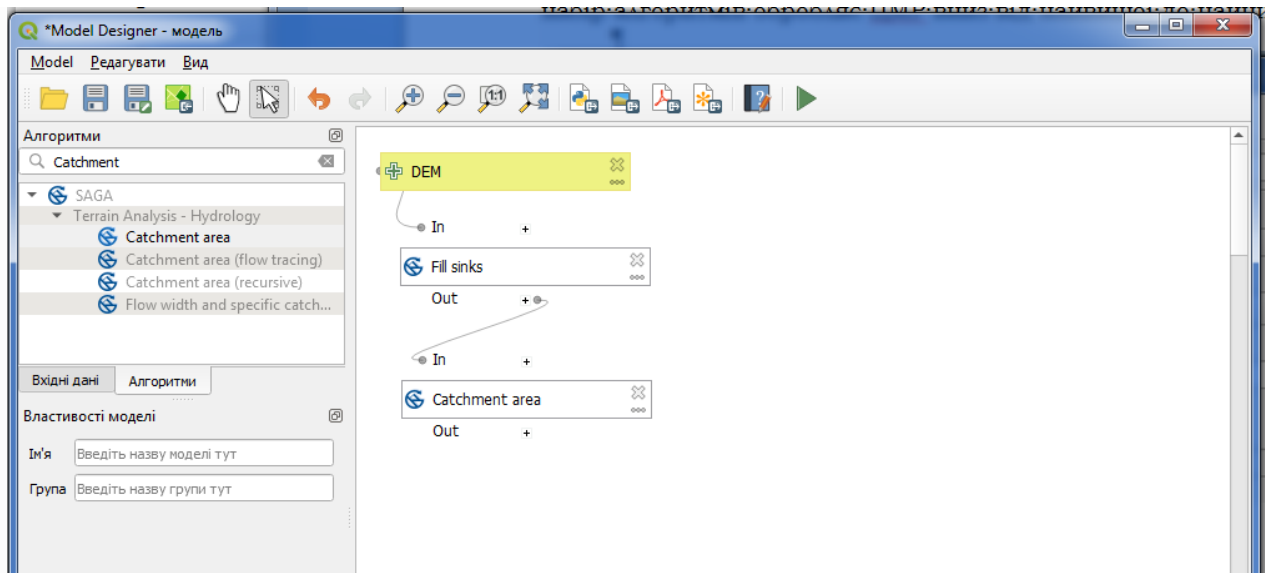 *Model Designer - модель
Model Редагувати Вид
1:1
Алгоритми
Catchment
SAGA
Terrain Analysis - Hydrology
Catchment area
Catchment area (flow tracing)
Catchment area (recursive)
Flow width and specific catch...
Вхідні дані Алгоритми
Властивості моделі
Ім'я Введіть назву моделі тут
Група Введіть назву групи тут
DEM
In +
Fill sinks
Out +
In +
Catchment area
Out +